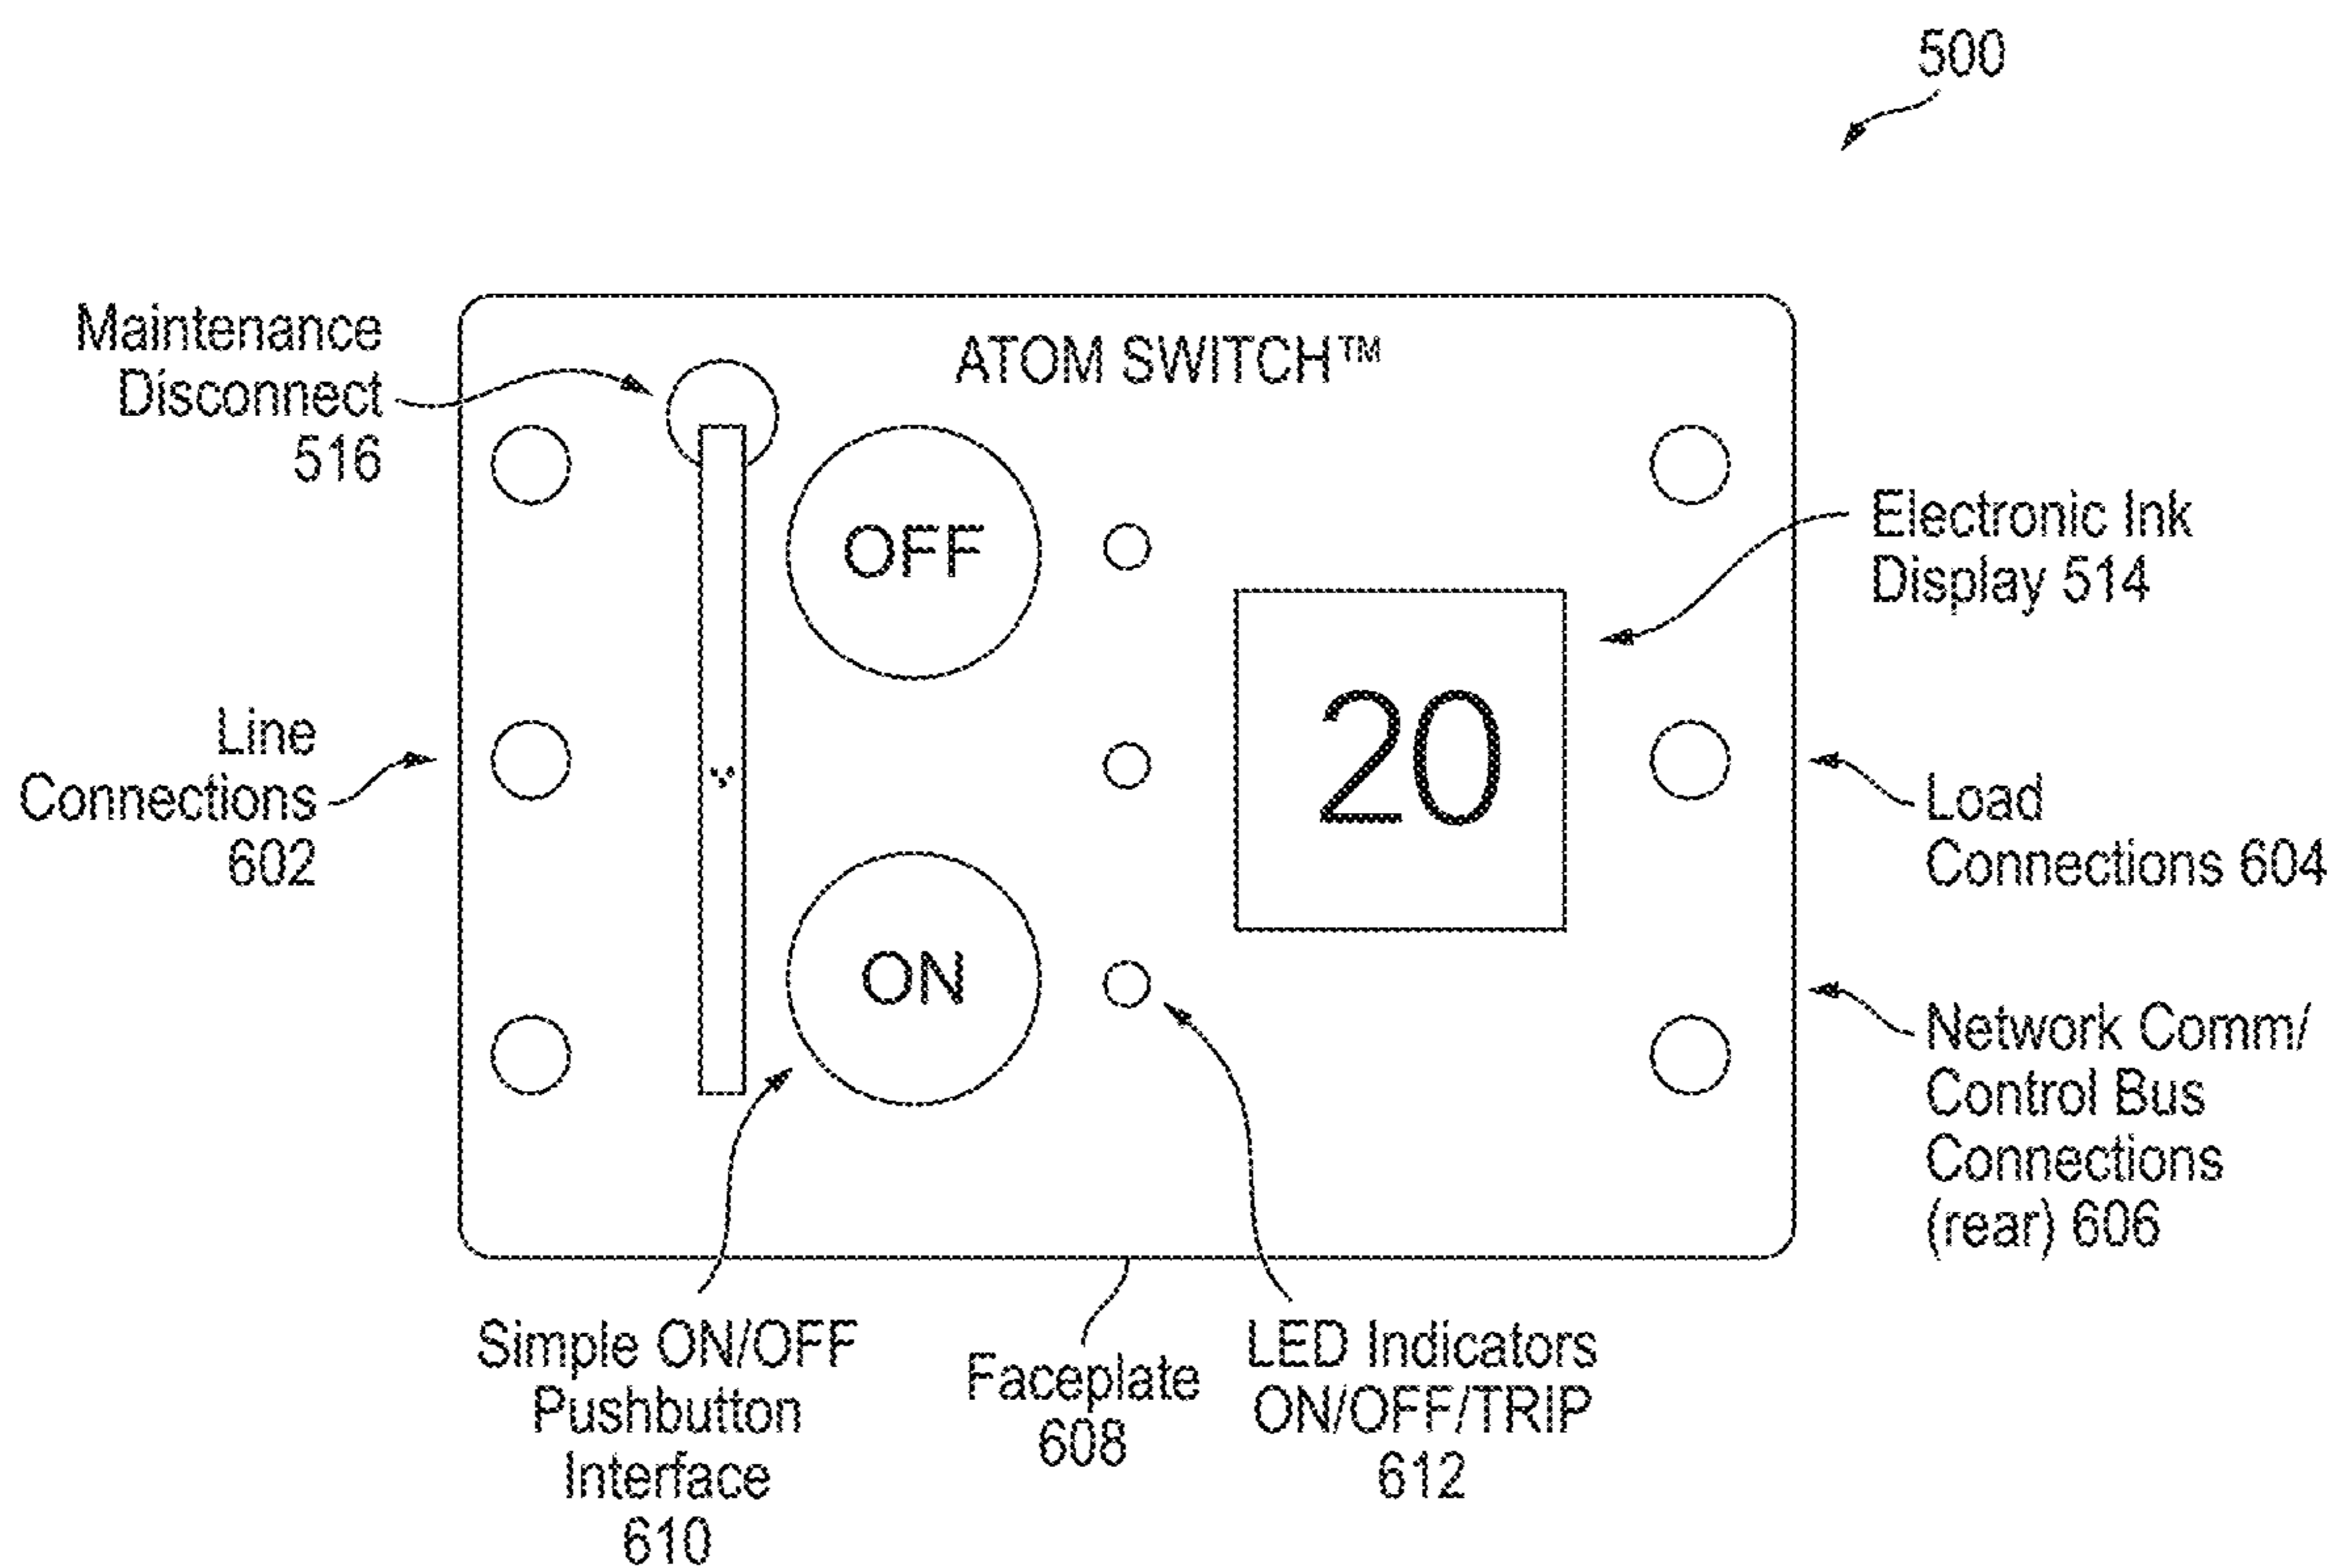 500
Maintenance
Disconnect
516
ATOM SWITCH™
OFF
Electronic Ink
Display 514
20
Line
Connections
602
Load
Connections 604
ON
Network Comm/
Control Bus
Connections
(rear) 606
Simple ON/OFF
Pushbutton
Interface
610
Faceplate
608
LED Indicators
ON/OFF/TRIP
612